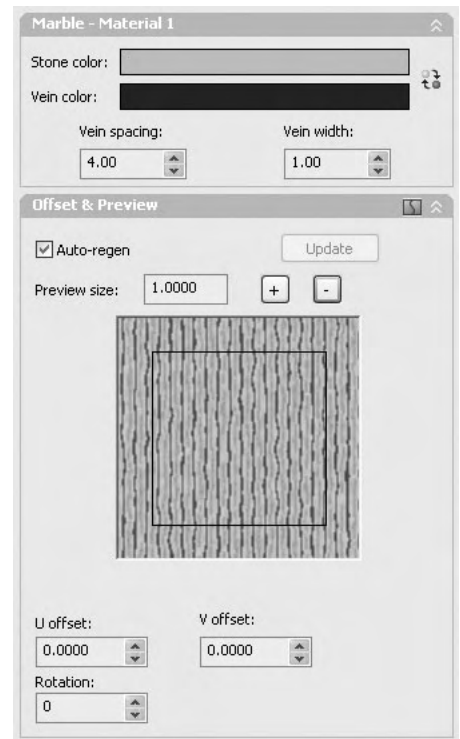 Marble - Material 1
Stone color:
Vein color:
Vein spacing: Vein width:
4.00 1.00
Offset & Preview
Auto-regen Update
Preview size: 1.0000 + -
U offset: V offset:
0.0000 0.0000
Rotation:
0